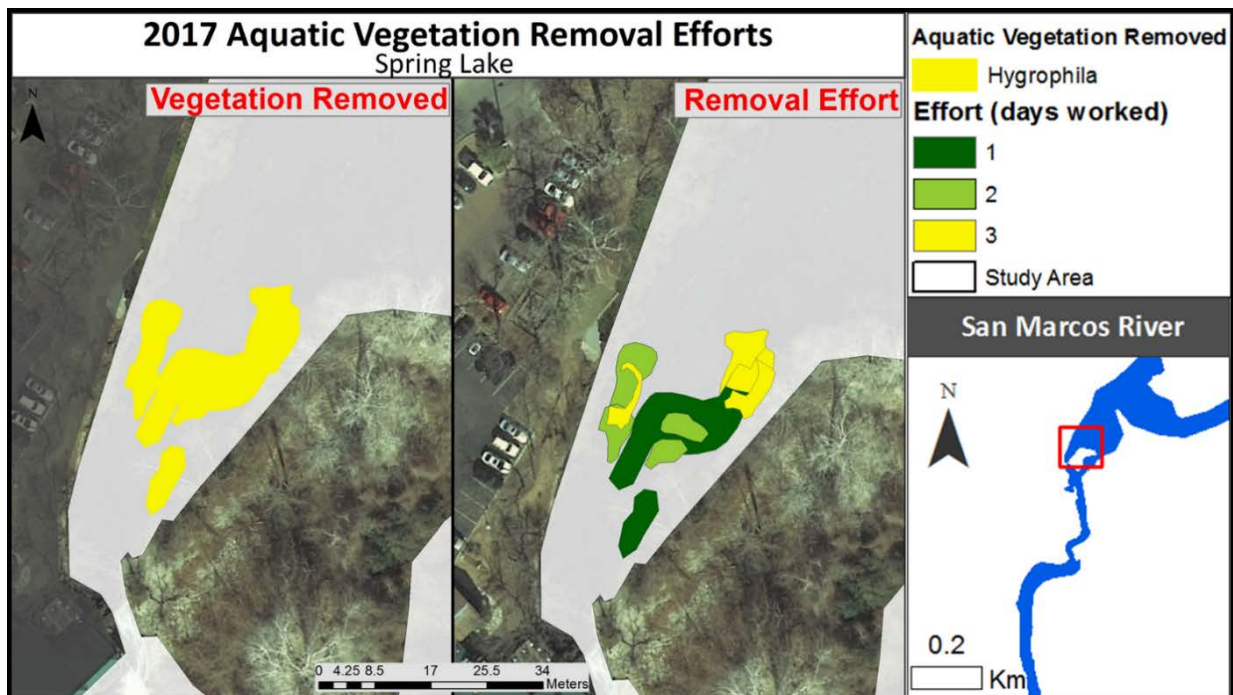 2017 Aquatic Vegetation Removal Efforts
Spring Lake
Vegetation Removed
N
Removal Effort
0 4.25 8.5 17 25.5 34
Meters
Aquatic Vegetation Removed
Hygrophila
Effort (days worked)
1
2
3
Study Area
San Marcos River
N
0.2
Km